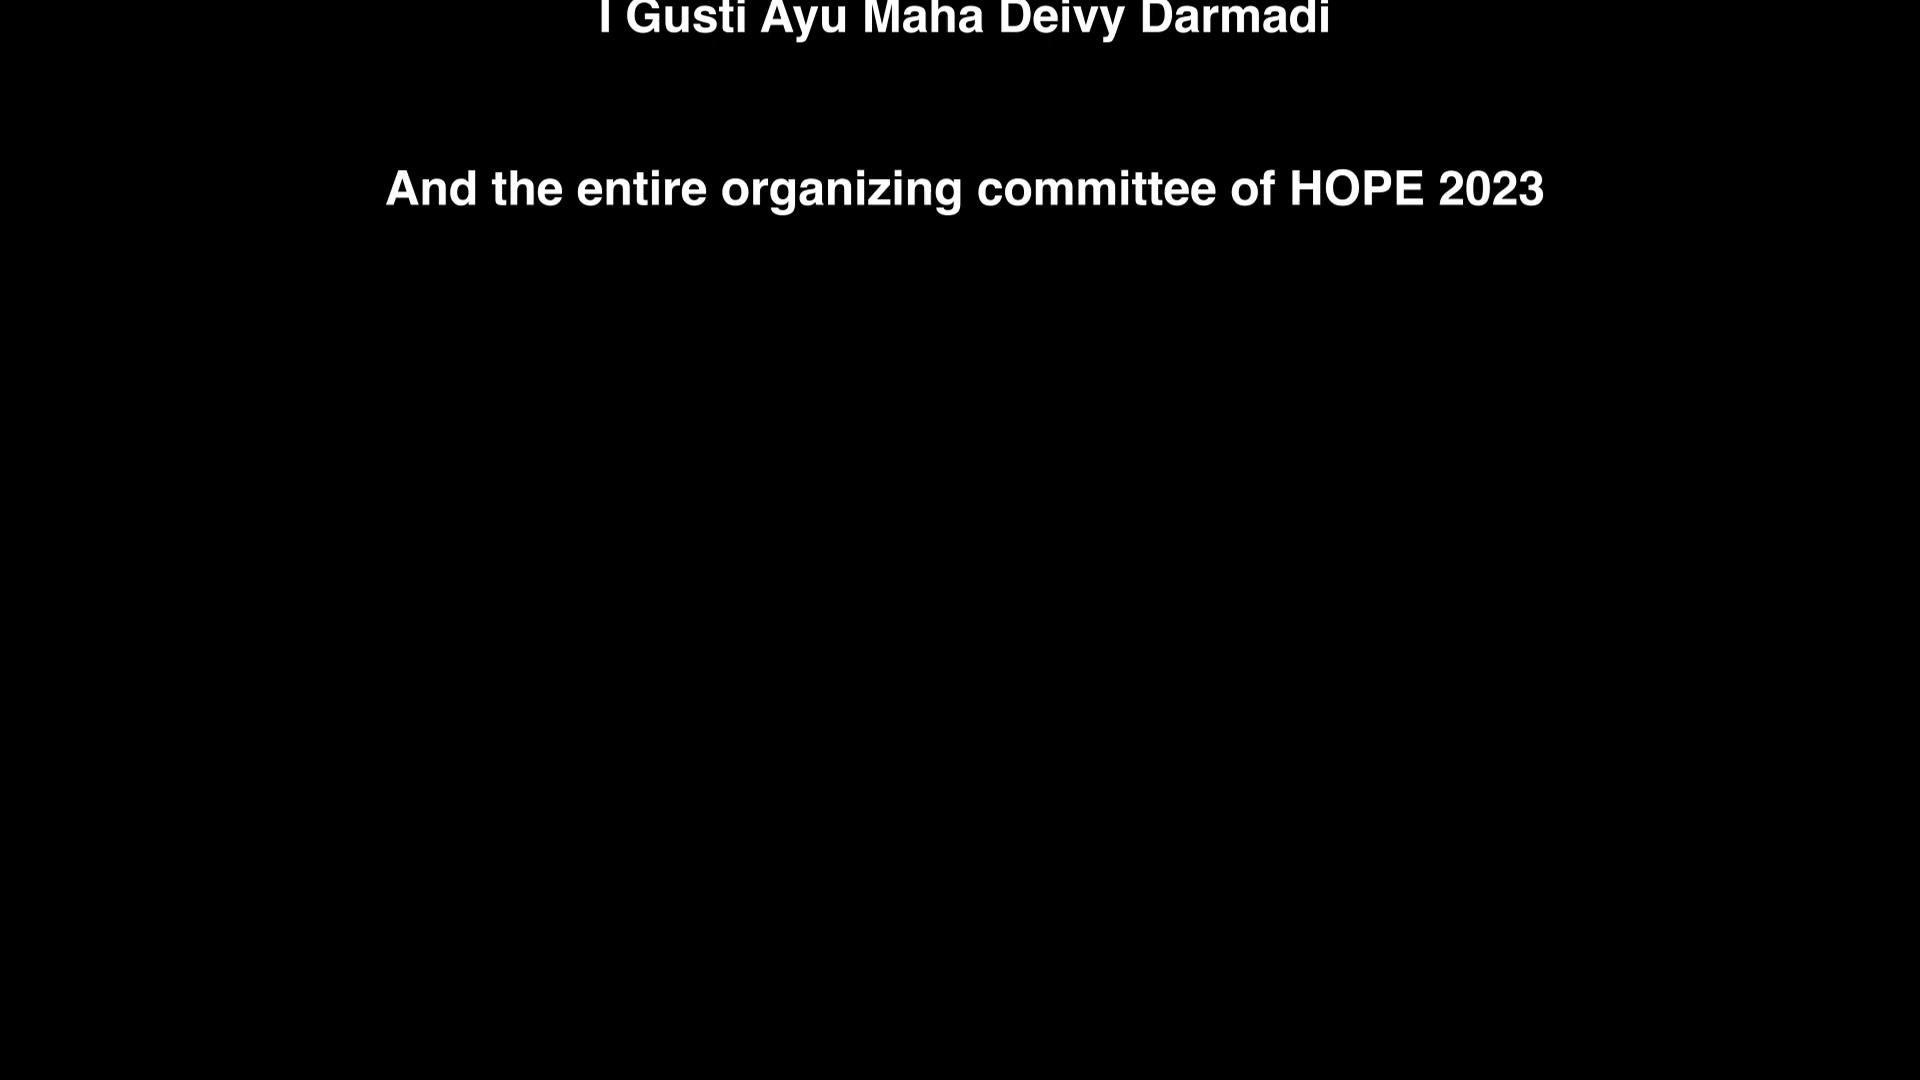 I Gusti Ayu Maha Deivy Darmadi
And the entire organizing committee of HOPE 2023